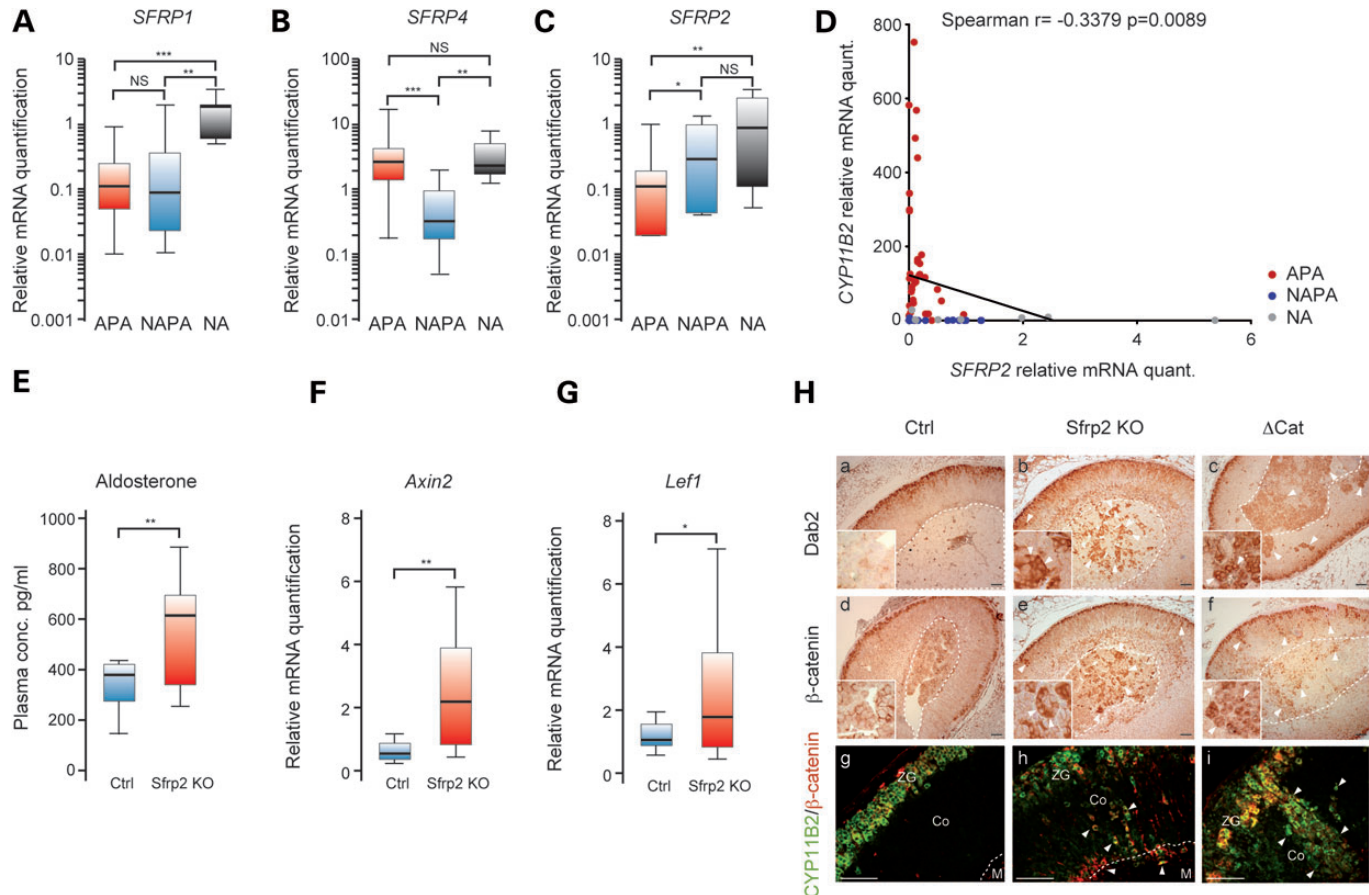 A
SFRP1
Relative mRNA quantification
10
1
0.1
0.01
0.001
***
NS
**
APA NAPA NA
B
SFRP4
Relative mRNA quantification
100
10
1
0.1
0.01
NS
***
**
APA NAPA NA
C
SFRP2
Relative mRNA quantification
10
1
0.1
0.01
0.001
**
NS
*
APA NAPA NA
D
Spearman r= -0.3379 p=0.0089
CYP11B2 relative mRNA qaunt.
800
600
400
200
0
0 2 4 6
SFRP2 relative mRNA quant.
APA
NAPA
NA
E
Aldosterone
Plasma conc. pg/ml
1000
800
600
400
200
0
**
Ctrl Sfrp2 KO
F
Axin2
Relative mRNA quantification
8
6
4
2
0
**
Ctrl Sfrp2 KO
G
Lef1
Relative mRNA quantification
8
6
4
2
0
*
Ctrl Sfrp2 KO
H
Ctrl Sfrp2 KO ΔCat
Dab2
a b c
β-catenin
d e f
CYP11B2/β-catenin
g ZG Co M
h ZG Co M
i ZG Co M